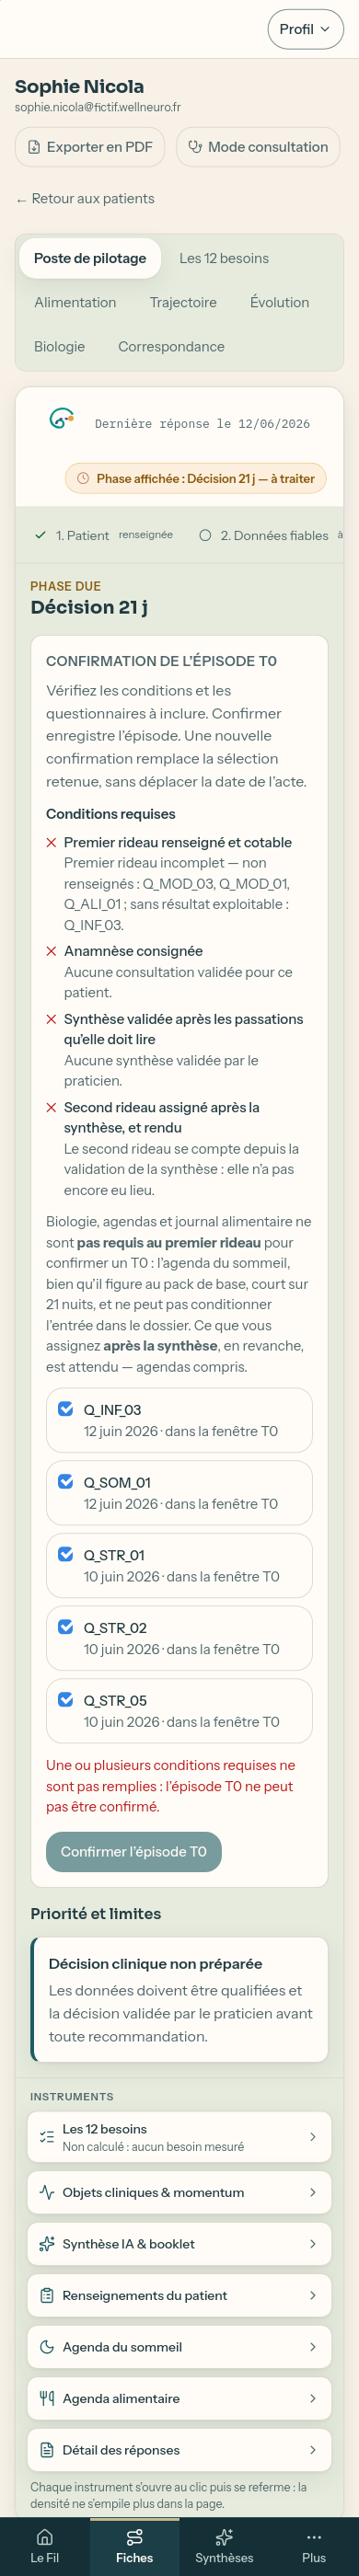 Profil
Sophie Nicola
sophie.nicola@fictif.wellneuro.fr
Exporter en PDF
Mode consultation
← Retour aux patients
Poste de pilotage
Les 12 besoins
Alimentation
Trajectoire
Évolution
Biologie
Correspondance
Dernière réponse le 12/06/2026
Phase affichée : Décision 21 j — à traiter
1. Patient renseignée
2. Données fiables à
PHASE DUE
Décision 21 j
CONFIRMATION DE L'ÉPISODE T0
Vérifiez les conditions et les
questionnaires à inclure. Confirmer
enregistre l'épisode. Une nouvelle
confirmation remplace la sélection
retenue, sans déplacer la date de l'acte.
Conditions requises
Premier rideau renseigné et cotable
Premier rideau incomplet — non
renseignés : Q_MOD_03, Q_MOD_01,
Q_ALI_01 ; sans résultat exploitable :
Q_INF_03.
Anamnèse consignée
Aucune consultation validée pour ce
patient.
Synthèse validée après les passations
qu'elle doit lire
Aucune synthèse validée par le
praticien.
Second rideau assigné après la
synthèse, et rendu
Le second rideau se compte depuis la
validation de la synthèse : elle n'a pas
encore eu lieu.
Biologie, agendas et journal alimentaire ne
sont pas requis au premier rideau pour
confirmer un T0 : l'agenda du sommeil,
bien qu'il figure au pack de base, court sur
21 nuits, et ne peut pas conditionner
l'entrée dans le dossier. Ce que vous
assignez après la synthèse, en revanche,
est attendu — agendas compris.
Q_INF_03
12 juin 2026 · dans la fenêtre T0
Q_SOM_01
12 juin 2026 · dans la fenêtre T0
Q_STR_01
10 juin 2026 · dans la fenêtre T0
Q_STR_02
10 juin 2026 · dans la fenêtre T0
Q_STR_05
10 juin 2026 · dans la fenêtre T0
Une ou plusieurs conditions requises ne
sont pas remplies : l'épisode T0 ne peut
pas être confirmé.
Confirmer l'épisode T0
Priorité et limites
Décision clinique non préparée
Les données doivent être qualifiées et
la décision validée par le praticien avant
toute recommandation.
INSTRUMENTS
Les 12 besoins
Non calculé : aucun besoin mesuré
Objets cliniques & momentum
Synthèse IA & booklet
Renseignements du patient
Agenda du sommeil
Agenda alimentaire
Détail des réponses
Chaque instrument s'ouvre au clic puis se referme : la
densité ne s'empile plus dans la page.
Le Fil
Fiches
Synthèses
Plus